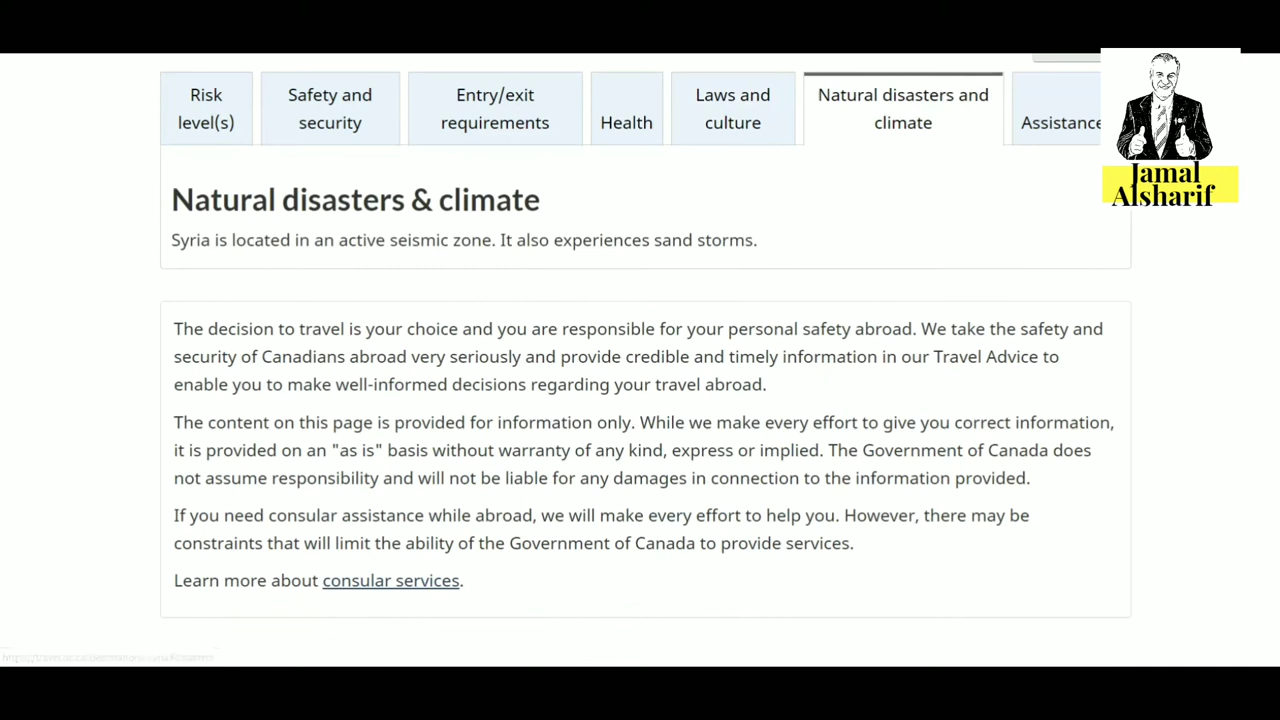 Risk
level(s)
Safety and
security
Entry/exit
requirements
Health
Laws and
culture
Natural disasters and
climate
Assistance
Jamal
Alsharif
Natural disasters & climate
Syria is located in an active seismic zone. It also experiences sand storms.
The decision to travel is your choice and you are responsible for your personal safety abroad. We take the safety and
security of Canadians abroad very seriously and provide credible and timely information in our Travel Advice to
enable you to make well-informed decisions regarding your travel abroad.
The content on this page is provided for information only. While we make every effort to give you correct information,
it is provided on an "as is" basis without warranty of any kind, express or implied. The Government of Canada does
not assume responsibility and will not be liable for any damages in connection to the information provided.
If you need consular assistance while abroad, we will make every effort to help you. However, there may be
constraints that will limit the ability of the Government of Canada to provide services.
Learn more about consular services.